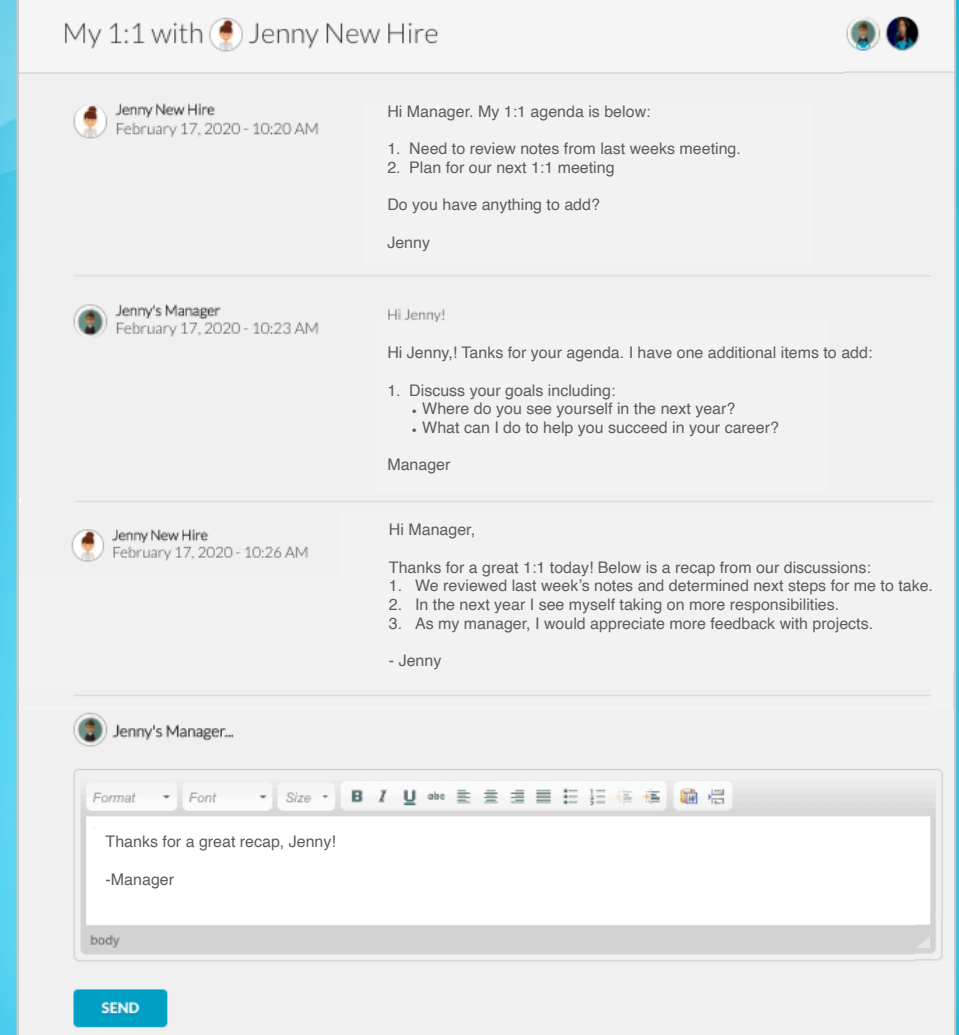 My 1:1 with Jenny New Hire
Jenny New Hire
February 17, 2020 - 10:20 AM
Hi Manager. My 1:1 agenda is below:
1. Need to review notes from last weeks meeting.
2. Plan for our next 1:1 meeting
Do you have anything to add?
Jenny
Jenny's Manager
February 17, 2020 - 10:23 AM
Hi Jenny!
Hi Jenny,! Tanks for your agenda. I have one additional items to add:
1. Discuss your goals including:
• Where do you see yourself in the next year?
• What can I do to help you succeed in your career?
Manager
Jenny New Hire
February 17, 2020 - 10:26 AM
Hi Manager,
Thanks for a great 1:1 today! Below is a recap from our discussions:
1. We reviewed last week’s notes and determined next steps for me to take.
2. In the next year I see myself taking on more responsibilities.
3. As my manager, I would appreciate more feedback with projects.
- Jenny
Jenny's Manager...
Format Font Size B I U abc
Thanks for a great recap, Jenny!
-Manager
body
SEND